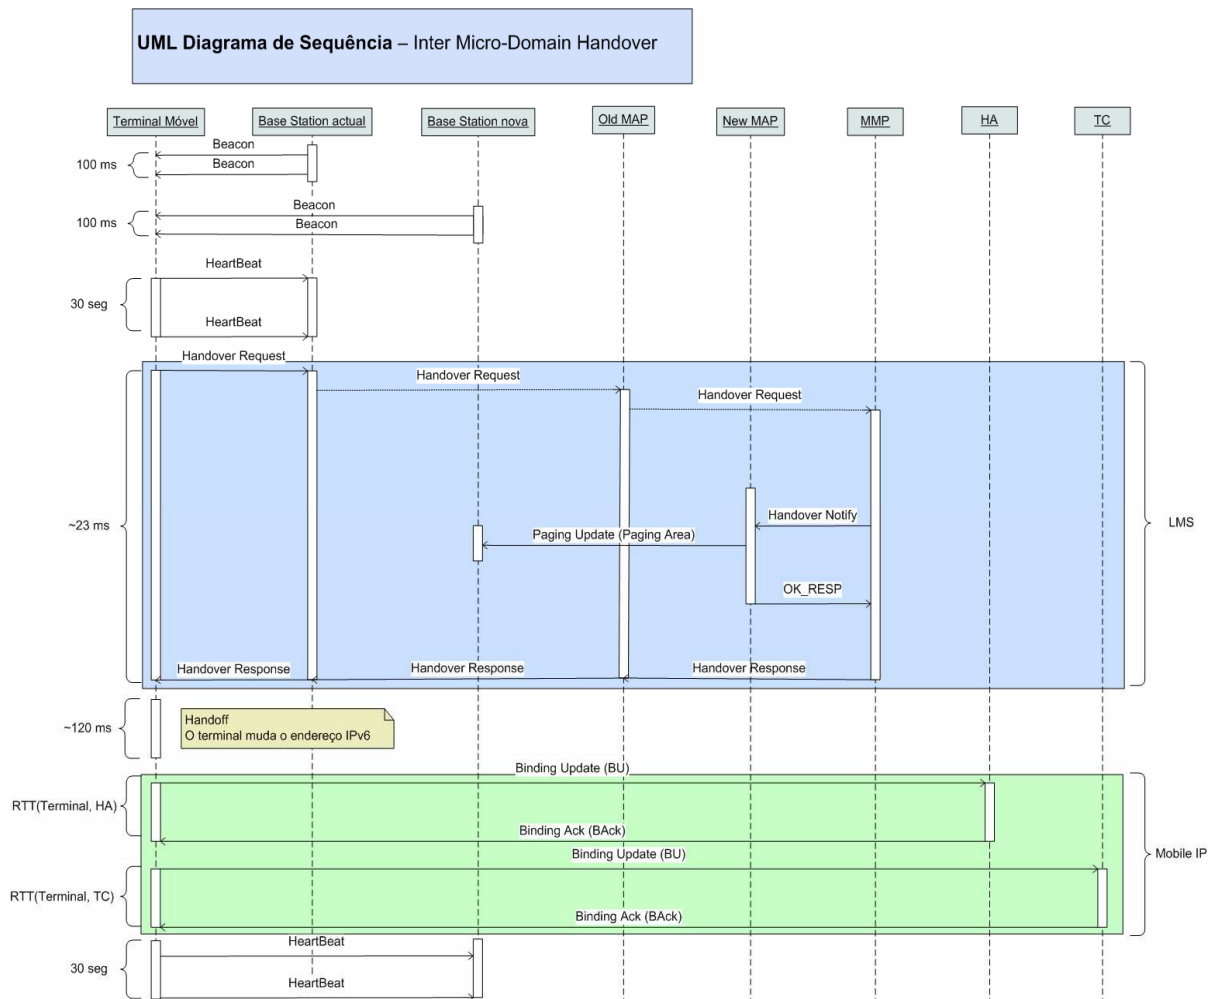 UML Diagrama de Sequência – Inter Micro-Domain Handover
Terminal Móvel
Base Station actual
Base Station nova
Old MAP
New MAP
MMP
HA
TC
Beacon
100 ms
Beacon
Beacon
100 ms
Beacon
HeartBeat
30 seg
HeartBeat
Handover Request
Handover Request
Handover Request
Handover Notify
~23 ms
LMS
Paging Update (Paging Area)
OK_RESP
Handover Response
Handover Response
Handover Response
~120 ms
Handoff
O terminal muda o endereço IPv6
Binding Update (BU)
RTT(Terminal, HA)
Binding Ack (BAck)
Binding Update (BU)
Mobile IP
RTT(Terminal, TC)
Binding Ack (BAck)
HeartBeat
30 seg
HeartBeat